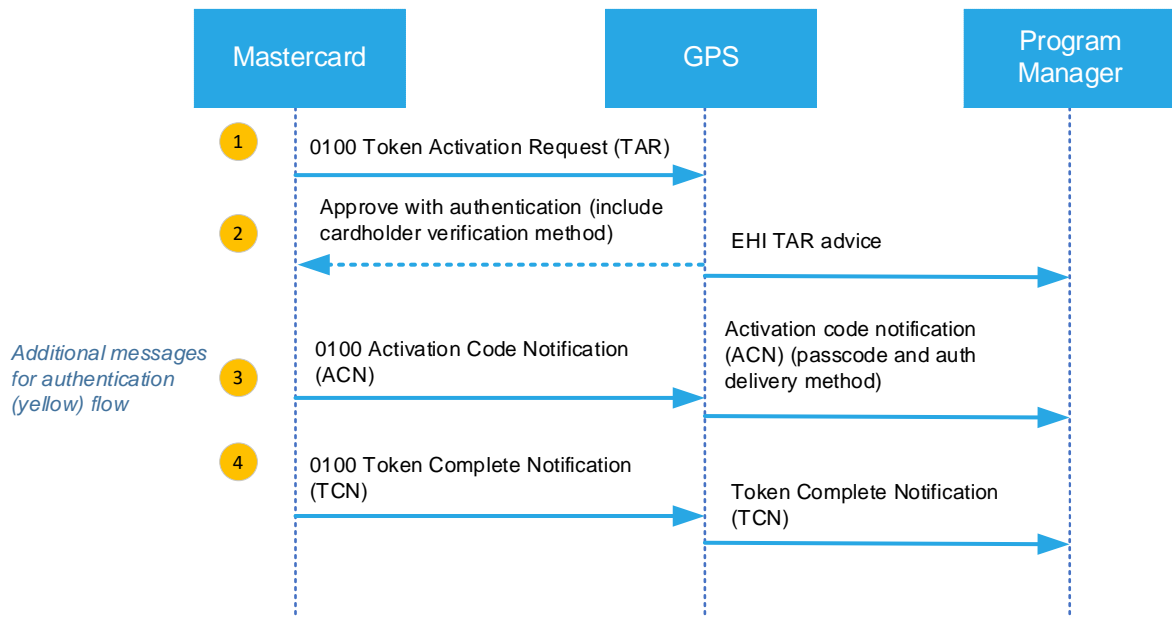 Mastercard
GPS
Program
Manager
1
0100 Token Activation Request (TAR)
2
Approve with authentication (include
cardholder verification method)
EHI TAR advice
Additional messages
for authentication
(yellow) flow
3
0100 Activation Code Notification
(ACN)
Activation code notification
(ACN) (passcode and auth
delivery method)
4
0100 Token Complete Notification
(TCN)
Token Complete Notification
(TCN)